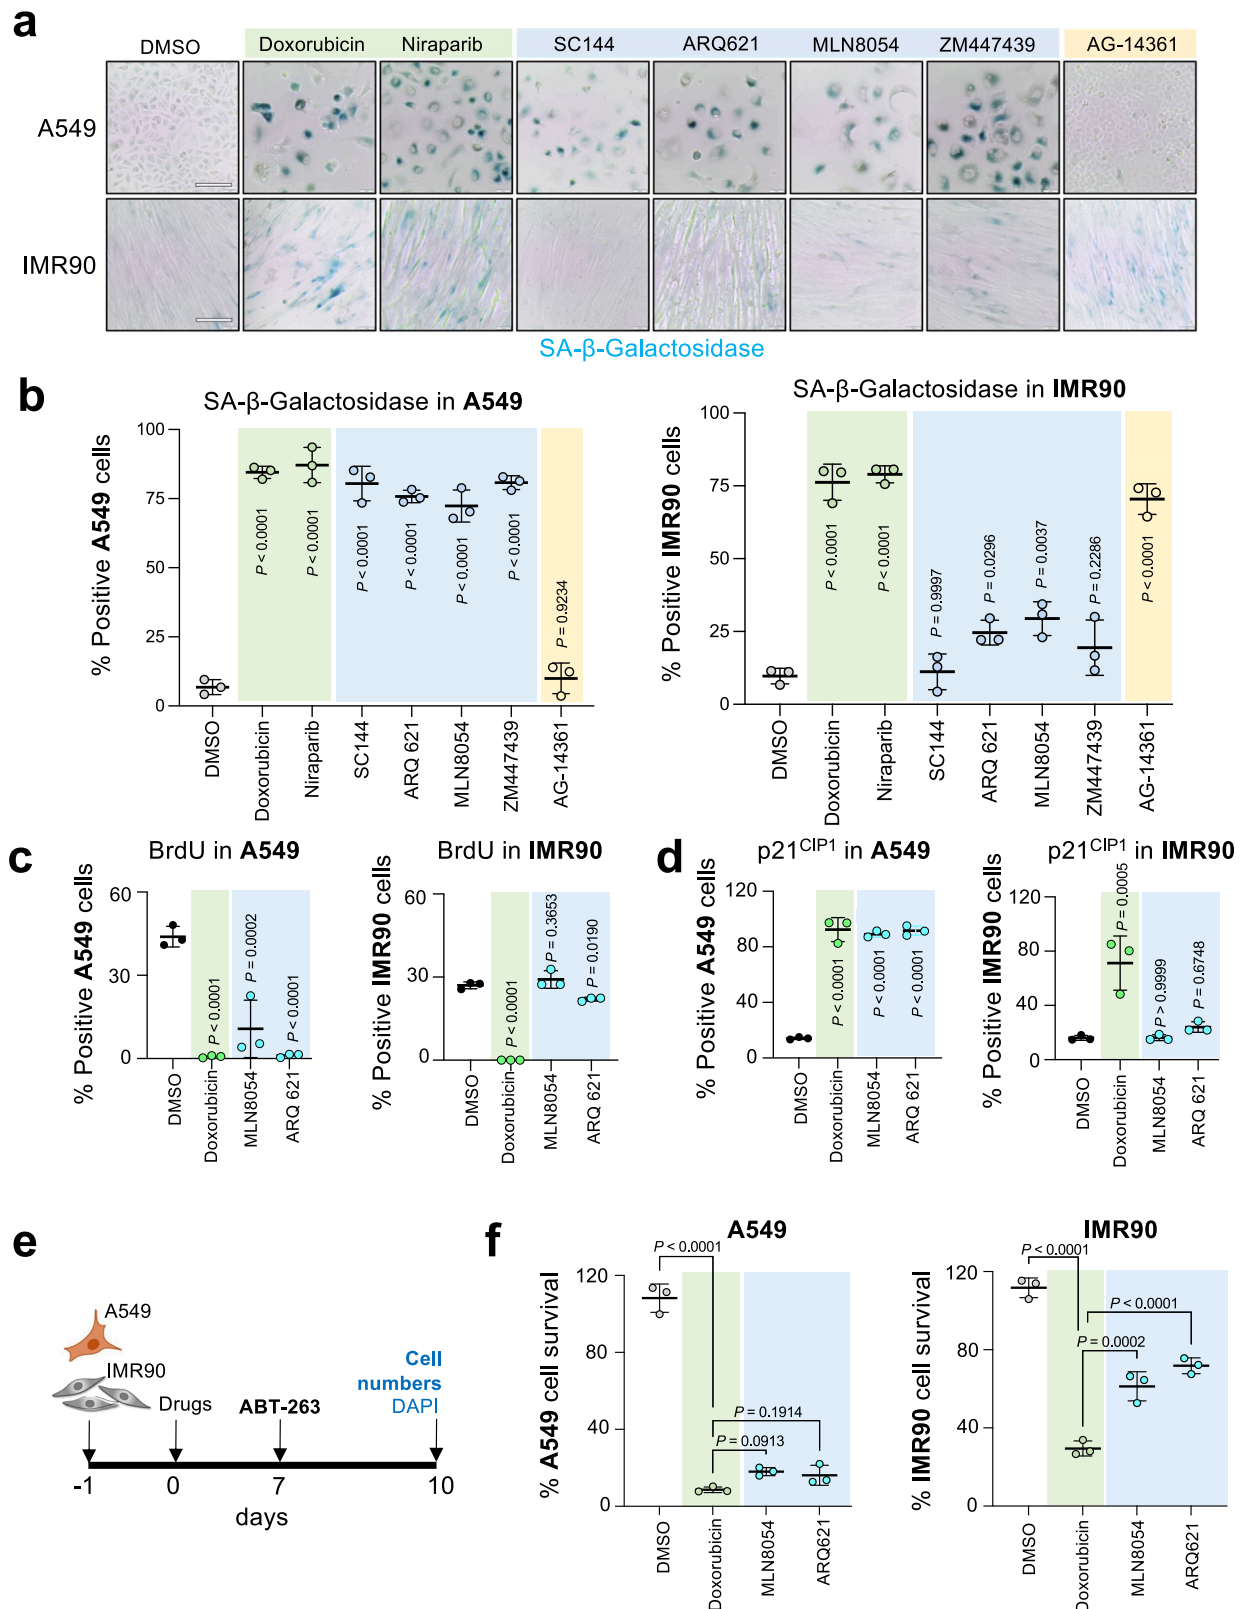 a
DMSO Doxorubicin Niraparib SC144 ARQ621 MLN8054 ZM447439 AG-14361
A549
IMR90
SA-β-Galactosidase
b
SA-β-Galactosidase in A549
% Positive A549 cells
100
75
50
25
0
P < 0.0001
P < 0.0001
P < 0.0001
P < 0.0001
P < 0.0001
P < 0.0001
P = 0.9234
DMSO
Doxorubicin
Niraparib
SC144
ARQ 621
MLN8054
ZM447439
AG-14361
SA-β-Galactosidase in IMR90
% Positive IMR90 cells
100
75
50
25
0
P < 0.0001
P < 0.0001
P = 0.9997
P = 0.0296
P = 0.0037
P = 0.2286
P < 0.0001
DMSO
Doxorubicin
Niraparib
SC144
ARQ 621
MLN8054
ZM447439
AG-14361
c
BrdU in A549
% Positive A549 cells
60
30
0
P < 0.0001
P = 0.0002
P < 0.0001
DMSO
Doxorubicin
MLN8054
ARQ 621
BrdU in IMR90
% Positive IMR90 cells
60
30
0
P < 0.0001
P = 0.3653
P = 0.0190
DMSO
Doxorubicin
MLN8054
ARQ 621
d
p21CIP1 in A549
% Positive A549 cells
120
80
40
0
P < 0.0001
P < 0.0001
P < 0.0001
DMSO
Doxorubicin
MLN8054
ARQ 621
p21CIP1 in IMR90
% Positive IMR90 cells
120
80
40
0
P = 0.0005
P > 0.9999
P = 0.6748
DMSO
Doxorubicin
MLN8054
ARQ 621
e
A549
IMR90
Drugs
ABT-263
Cell
numbers
DAPI
-1 0 7 10
days
f
A549
% A549 cell survival
120
80
40
0
P < 0.0001
P = 0.1914
P = 0.0913
DMSO
Doxorubicin
MLN8054
ARQ621
IMR90
% IMR90 cell survival
120
80
40
0
P < 0.0001
P < 0.0001
P = 0.0002
DMSO
Doxorubicin
MLN8054
ARQ621